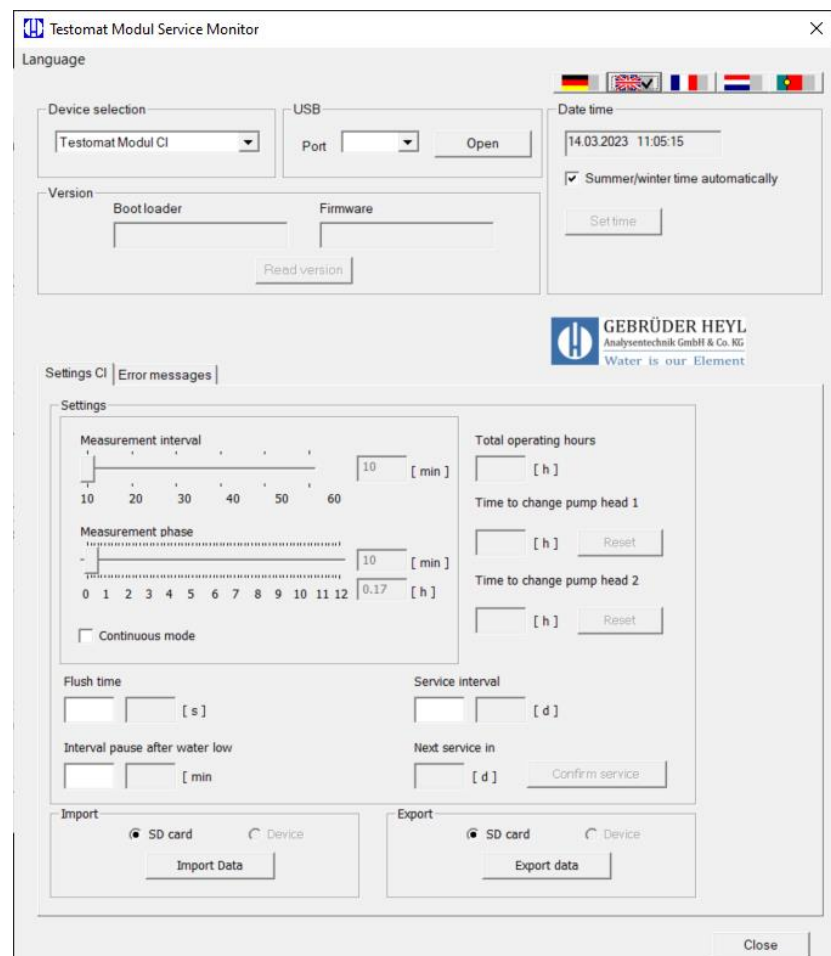 Testomat Modul Service Monitor
Language
Device selection
Testomat Modul Cl
USB
Port
Open
Date time
14.03.2023 11:05:15
Summer/winter time automatically
Set time
Version
Bootloader
Firmware
Read version
GEBRÜDER HEYL
Analysentechnik GmbH & Co. KG
Water is our Element
Settings Cl
Error messages
Settings
Measurement interval
10 [ min ]
10 20 30 40 50 60
Measurement phase
10 [ min ]
0.17 [ h ]
0 1 2 3 4 5 6 7 8 9 10 11 12
Continuous mode
Total operating hours
[ h ]
Time to change pump head 1
[ h ] Reset
Time to change pump head 2
[ h ] Reset
Flush time
[ s ]
Service interval
[ d ]
Interval pause after water low
[ min
Next service in
[ d ] Confirm service
Import
SD card Device
Import Data
Export
SD card Device
Export data
Close